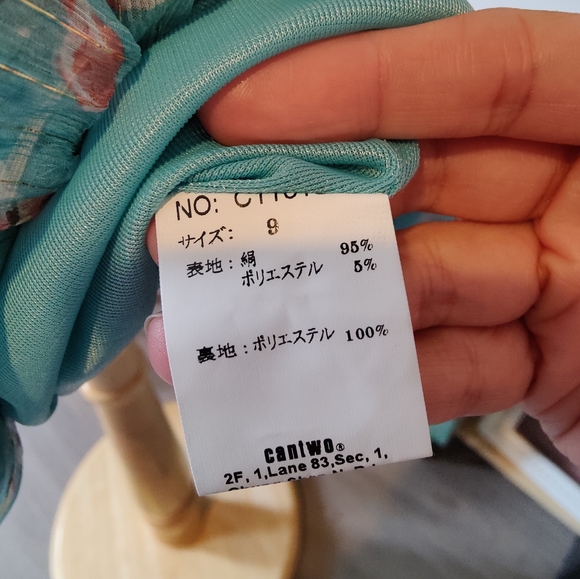 NO:
サイズ: 9
表地:絹 95%
ポリエステル 5%
裏地:ポリエステル 100%
cantwo®
2F, 1,Lane 83,Sec, 1,